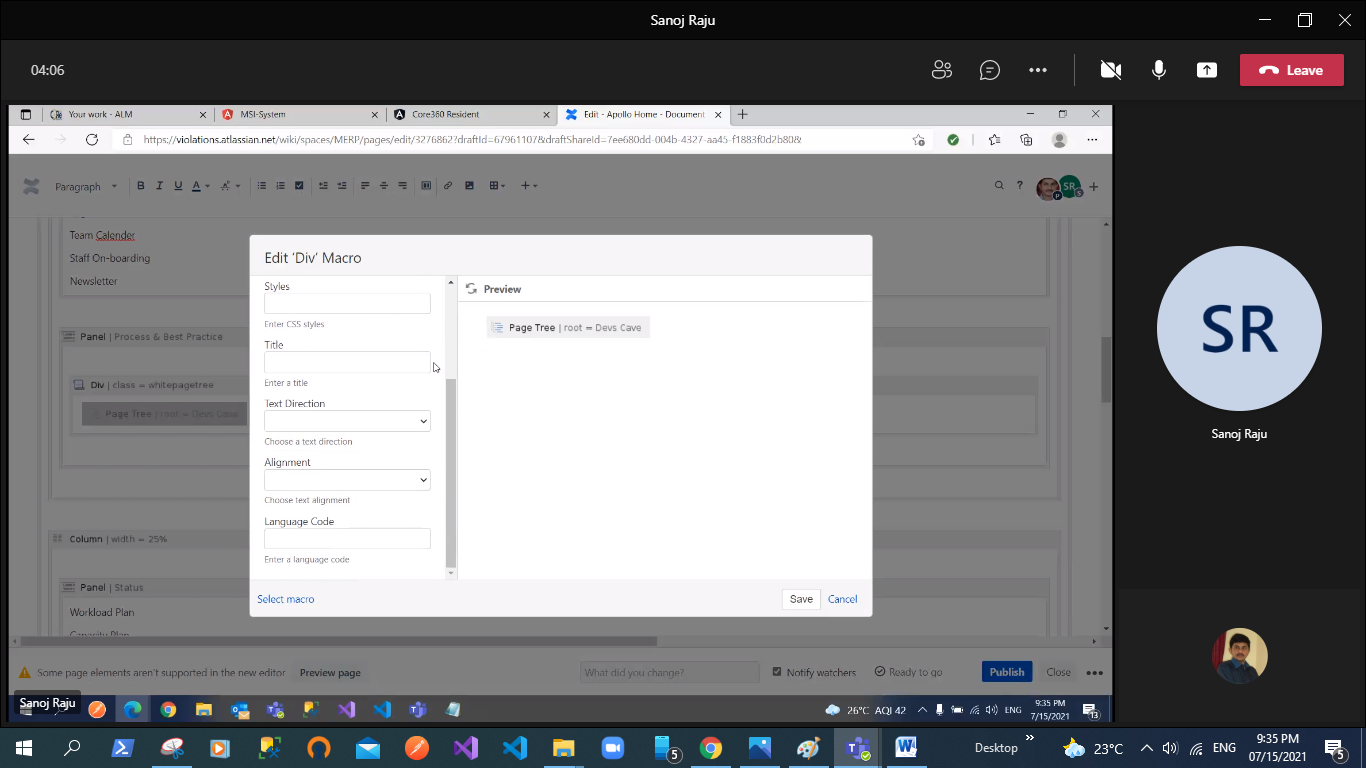 Sanoj Raju
04:06
Leave
Your work - ALM
MSI-System
Core360 Resident
Edit - Apollo Home - Document
https://violations.atlassian.net/wiki/spaces/MERP/pages/edit/3276862?draftId=67961107&draftShareId=7ee680dd-004b-4327-aa45-f1883f0d2b80&
Paragraph
B I U A
SR
P
S
Team Calender
Staff On-boarding
Newsletter
Panel | Process & Best Practice
Div | class = whitepagetree
Page Tree | root = Devs Cave
Column | width = 25%
Panel | Status
Workload Plan
Capacity Plan
Edit 'Div' Macro
Styles
Enter CSS styles
Title
Enter a title
Text Direction
Choose a text direction
Alignment
Choose text alignment
Language Code
Enter a language code
Preview
Page Tree | root = Devs Cave
Select macro
Save
Cancel
Some page elements aren't supported in the new editor
Preview page
What did you change?
Notify watchers
Ready to go
Publish
Close
Sanoj Raju
26°C AQI 42
ENG
9:35 PM
7/15/2021
13
SR
Sanoj Raju
5
Desktop
23°C
ENG
9:35 PM
07/15/2021
5